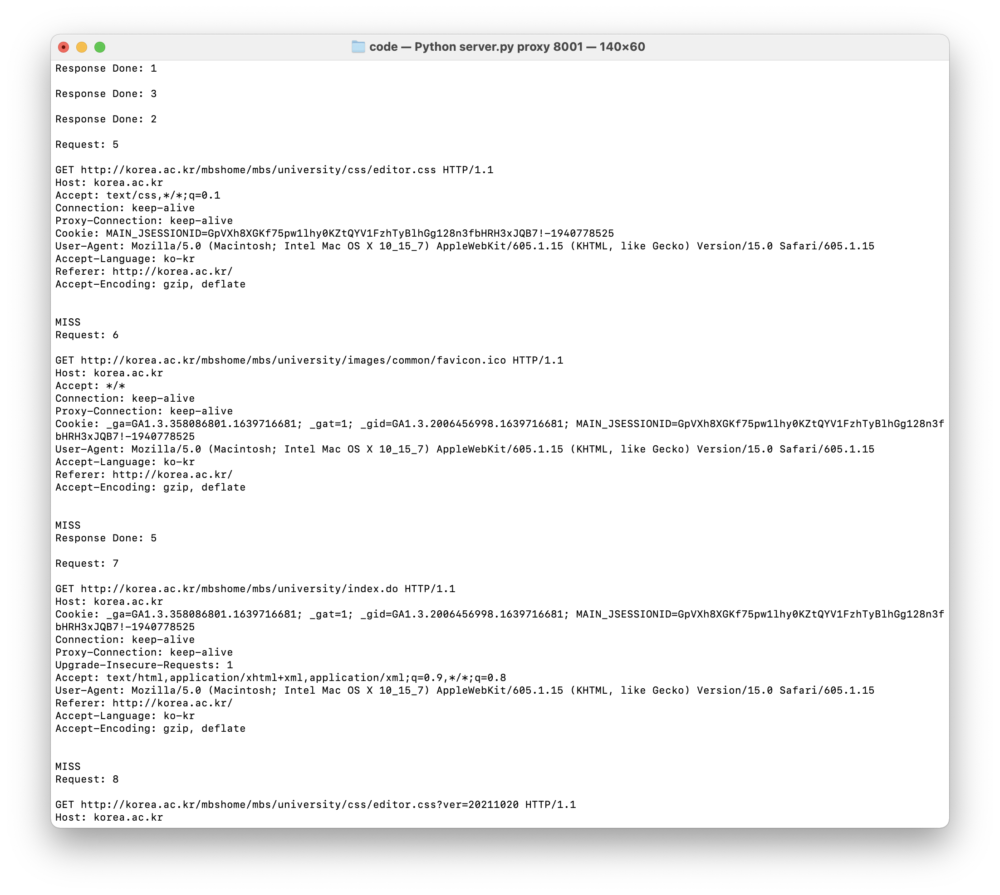 code — Python server.py proxy 8001 — 140×60
Response Done: 1
Response Done: 3
Response Done: 2
Request: 5
GET http://korea.ac.kr/mbshome/mbs/university/css/editor.css HTTP/1.1
Host: korea.ac.kr
Accept: text/css,*/*;q=0.1
Connection: keep-alive
Proxy-Connection: keep-alive
Cookie: MAIN_JSESSIONID=GpVXh8XGKf75pw1lhy0KZtQYV1FzhTyBlhGg128n3fbHRH3xJQB7!-1940778525
User-Agent: Mozilla/5.0 (Macintosh; Intel Mac OS X 10_15_7) AppleWebKit/605.1.15 (KHTML, like Gecko) Version/15.0 Safari/605.1.15
Accept-Language: ko-kr
Referer: http://korea.ac.kr/
Accept-Encoding: gzip, deflate
MISS
Request: 6
GET http://korea.ac.kr/mbshome/mbs/university/images/common/favicon.ico HTTP/1.1
Host: korea.ac.kr
Accept: */*
Connection: keep-alive
Proxy-Connection: keep-alive
Cookie: _ga=GA1.3.358086801.1639716681; _gat=1; _gid=GA1.3.2006456998.1639716681; MAIN_JSESSIONID=GpVXh8XGKf75pw1lhy0KZtQYV1FzhTyBlhGg128n3f
bHRH3xJQB7!-1940778525
User-Agent: Mozilla/5.0 (Macintosh; Intel Mac OS X 10_15_7) AppleWebKit/605.1.15 (KHTML, like Gecko) Version/15.0 Safari/605.1.15
Accept-Language: ko-kr
Referer: http://korea.ac.kr/
Accept-Encoding: gzip, deflate
MISS
Response Done: 5
Request: 7
GET http://korea.ac.kr/mbshome/mbs/university/index.do HTTP/1.1
Host: korea.ac.kr
Cookie: _ga=GA1.3.358086801.1639716681; _gat=1; _gid=GA1.3.2006456998.1639716681; MAIN_JSESSIONID=GpVXh8XGKf75pw1lhy0KZtQYV1FzhTyBlhGg128n3f
bHRH3xJQB7!-1940778525
Connection: keep-alive
Proxy-Connection: keep-alive
Upgrade-Insecure-Requests: 1
Accept: text/html,application/xhtml+xml,application/xml;q=0.9,*/*;q=0.8
User-Agent: Mozilla/5.0 (Macintosh; Intel Mac OS X 10_15_7) AppleWebKit/605.1.15 (KHTML, like Gecko) Version/15.0 Safari/605.1.15
Referer: http://korea.ac.kr/
Accept-Language: ko-kr
Accept-Encoding: gzip, deflate
MISS
Request: 8
GET http://korea.ac.kr/mbshome/mbs/university/css/editor.css?ver=20211020 HTTP/1.1
Host: korea.ac.kr